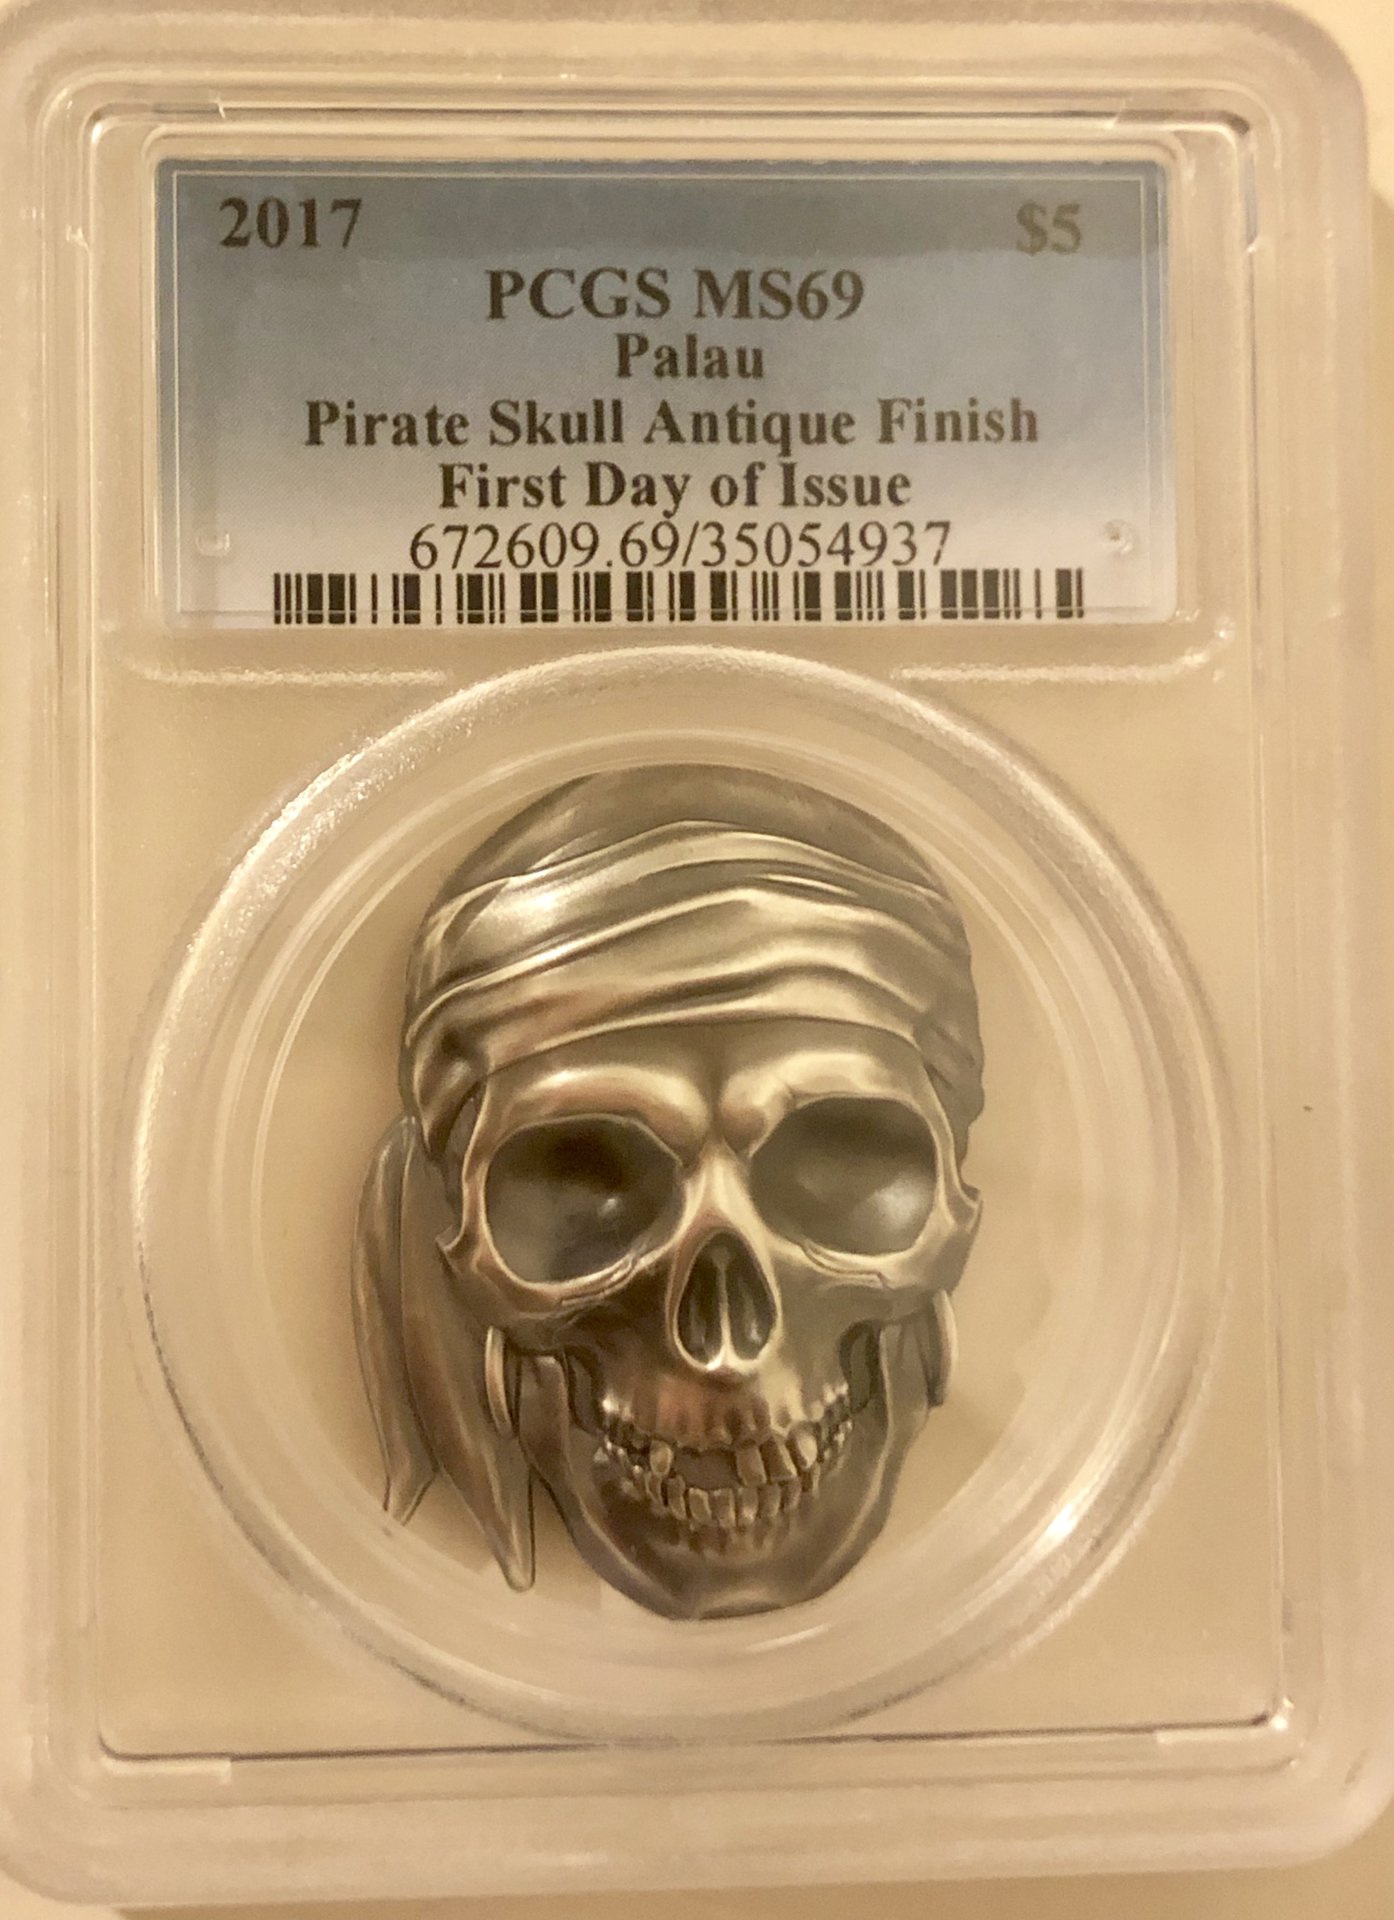 2017 $5
PCGS MS69
Palau
Pirate Skull Antique Finish
First Day of Issue
672609.69/35054937